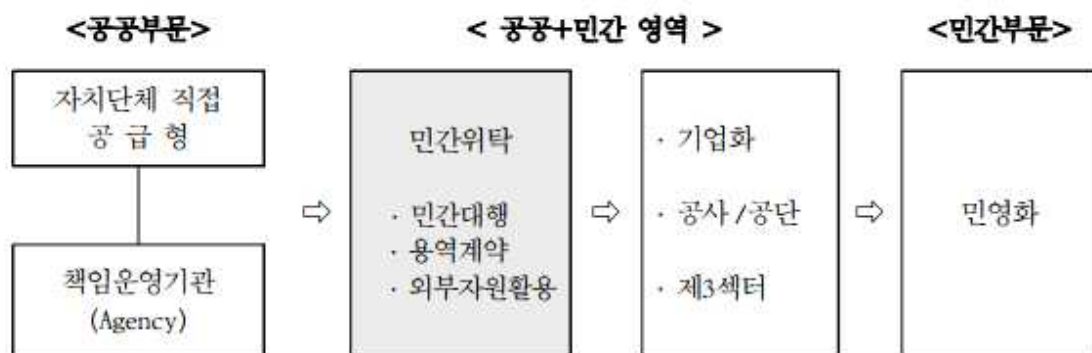 <공공부문>
< 공공+민간 영역 >
<민간부문>
자치단체 직접
공 급 형
책임운영기관
(Agency)
⇨
민간위탁
· 민간대행
· 용역계약
· 외부자원활용
⇨
· 기업화
· 공사/공단
· 제3섹터
⇨
민영화